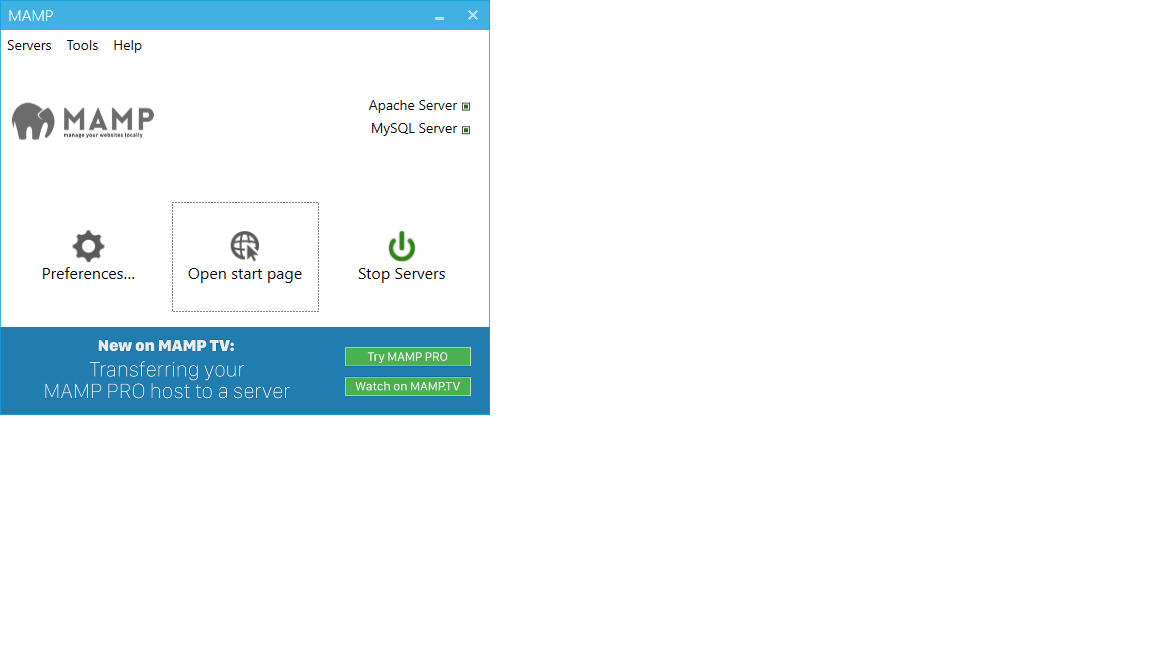 MAMP
Servers Tools Help
MAMP
manage your websites locally
Apache Server
MySQL Server
Preferences...
Open start page
Stop Servers
New on MAMP TV:
Transferring your
MAMP PRO host to a server
Try MAMP PRO
Watch on MAMP.TV